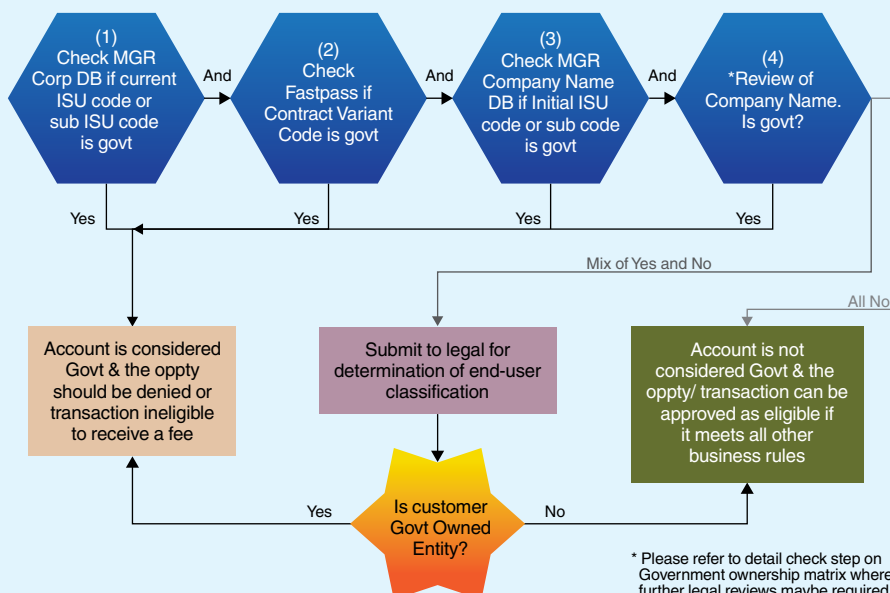 (1)
Check MGR
Corp DB if current
ISU code or
sub ISU code
is govt
And
(2)
Check
Fastpass if
Contract Variant
Code is govt
And
(3)
Check MGR
Company Name
DB if Initial ISU
code or sub code
is govt
And
(4)
*Review of
Company Name.
Is govt?
Yes
Yes
Yes
Yes
Mix of Yes and No
All No
Account is considered
Govt & the oppty
should be denied or
transaction ineligible
to receive a fee
Submit to legal for
determination of end-user
classification
Account is not
considered Govt & the
oppty/ transaction can be
approved as eligible if
it meets all other
business rules
Yes
Is customer
Govt Owned
Entity?
No
* Please refer to detail check step on
Government ownership matrix where
further legal reviews maybe required